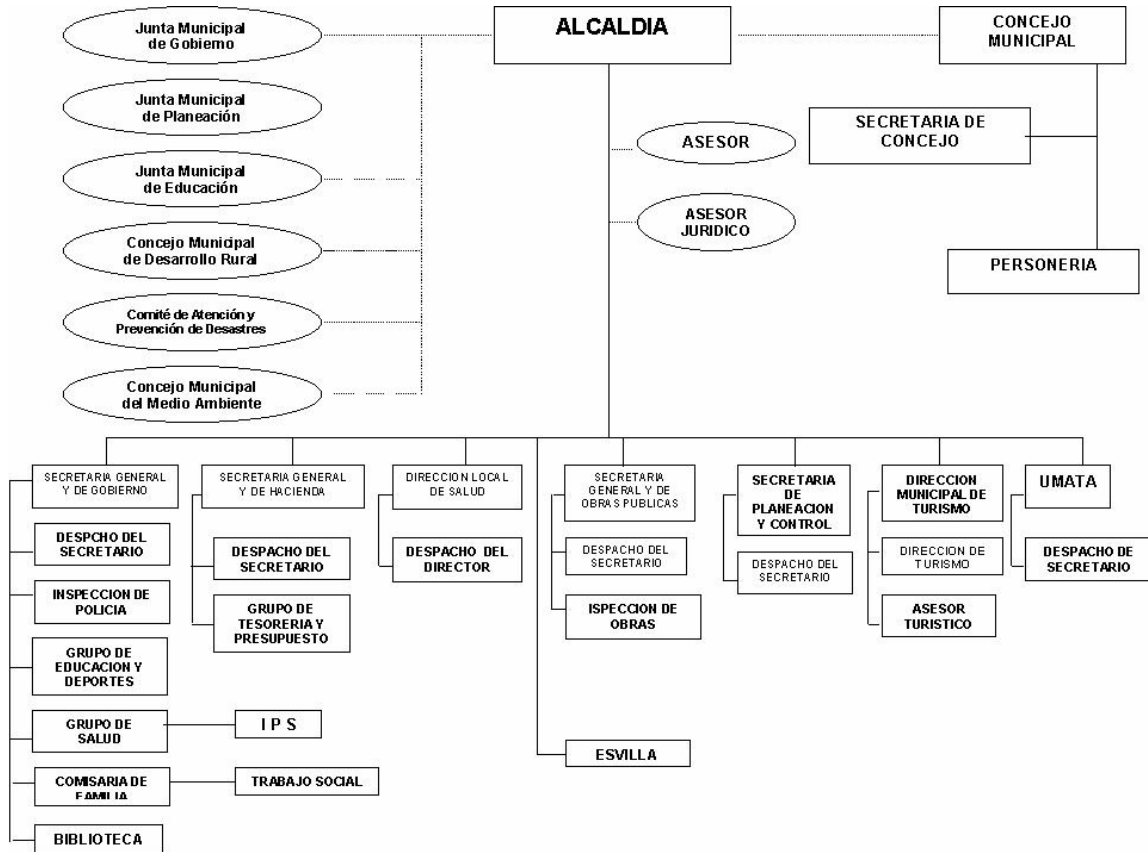 Junta Municipal
de Gobierno
ALCALDIA
CONCEJO
MUNICIPAL
Junta Municipal
de Planeación
SECRETARIA DE
CONCEJO
ASESOR
Junta Municipal
de Educación
ASESOR
JURIDICO
Concejo Municipal
de Desarrollo Rural
PERSONERIA
Comité de Atención y
Prevención de Desastres
Concejo Municipal
del Medio Ambiente
SECRETARIA GENERAL
Y DE GOBIERNO
SECRETARIA GENERAL
Y DE HACIENDA
DIRECCION LOCAL
DE SALUD
SECRETARIA
GENERAL Y DE
OBRAS PUBLICAS
SECRETARIA
DE
PLANEACION
Y CONTROL
DIRECCION
MUNICIPAL DE
TURISMO
UMATA
DESPCHO DEL
SECRETARIO
DESPACHO DEL
SECRETARIO
DESPACHO DEL
DIRECTOR
DESPACHO DEL
SECRETARIO
DESPACHO DEL
SECRETARIO
DIRECCION DE
TURISMO
DESPACHO DE
SECRETARIO
INSPECCION DE
POLICIA
GRUPO DE
TESORERIA Y
PRESUPUESTO
ISPECCION DE
OBRAS
ASESOR
TURISTICO
GRUPO DE
EDUCACION Y
DEPORTES
GRUPO DE
SALUD
I P S
ESVILLA
COMISARIA DE
FAMILIA
TRABAJO SOCIAL
BIBLIOTECA